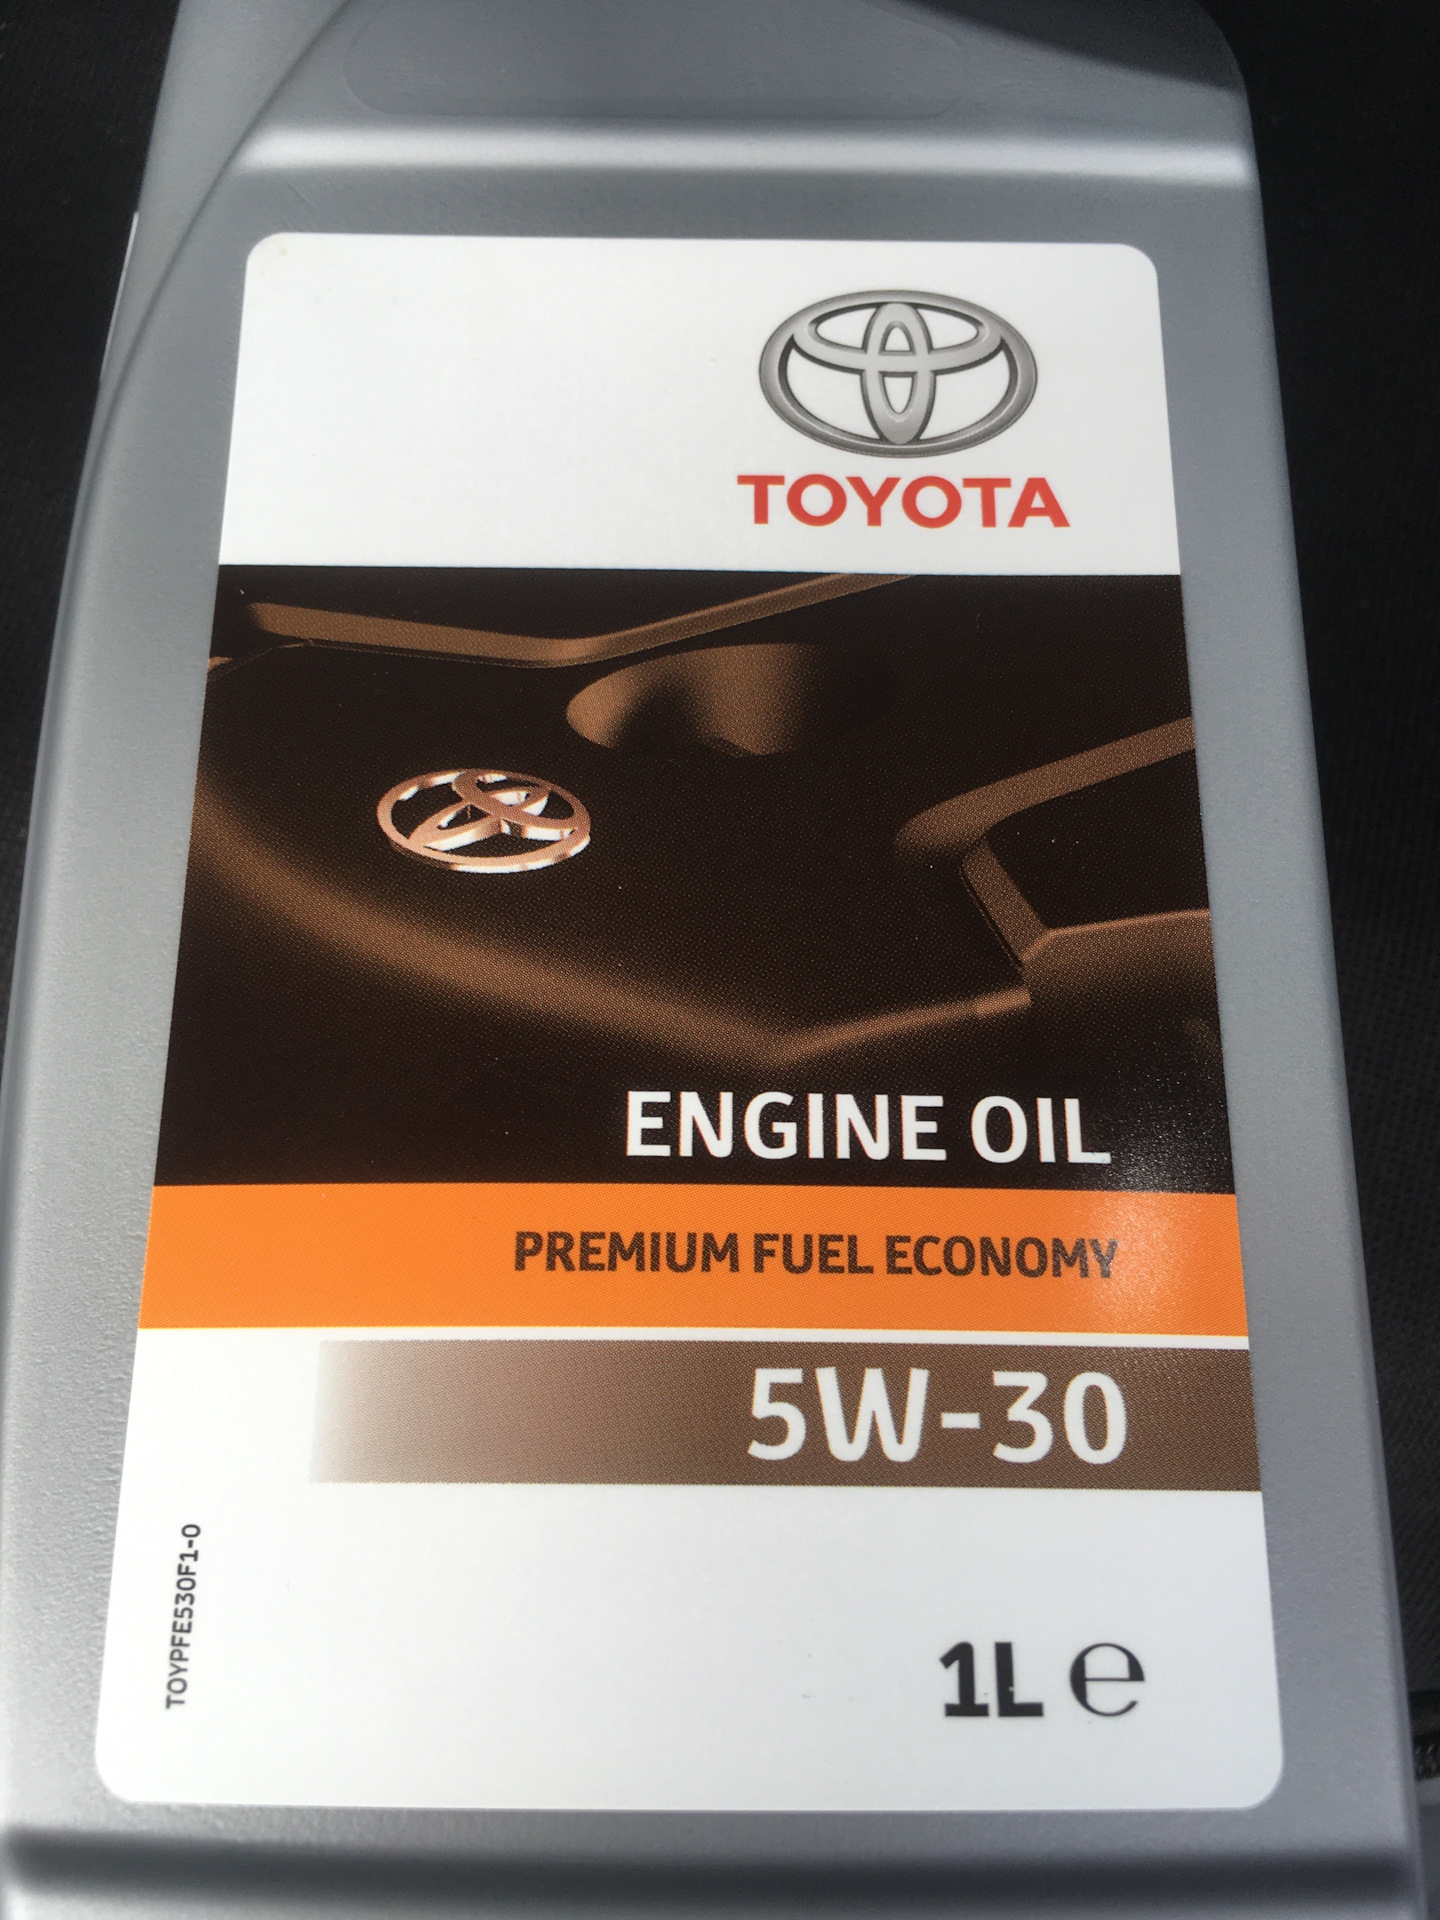 TOYOTA
ENGINE OIL
PREMIUM FUEL ECONOMY
5W-30
TOYPFE530F1-0
1L ℮